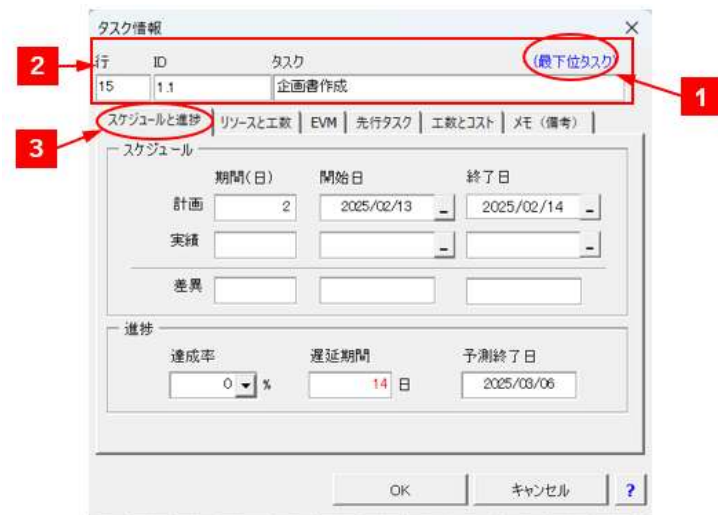 タスク情報
2
行 ID タスク (最下位タスク)
15 1.1 企画書作成
1
3
スケジュールと進捗 リソースと工数 EVM 先行タスク 工数とコスト メモ（備考）
スケジュール
期間(日) 開始日 終了日
計画 2 2025/02/13 2025/02/14
実績
差異
進捗
達成率 遅延期間 予測終了日
0 % 14 日 2025/03/06
OK キャンセル ?